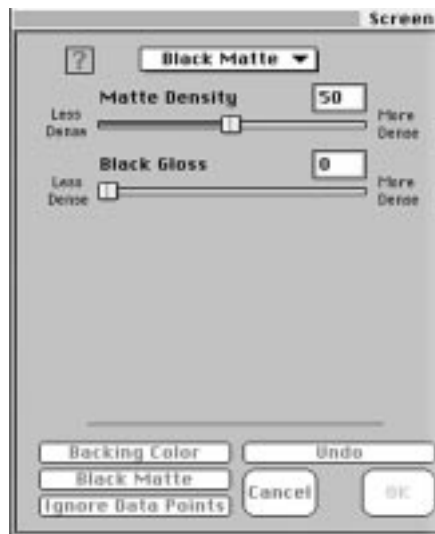 Screen
?
Black Matte
Matte Density 50
Less Dense
More Dense
Black Gloss 0
Less Dense
More Dense
Backing Color
Undo
Black Matte
Cancel
OK
Ignore Data Points